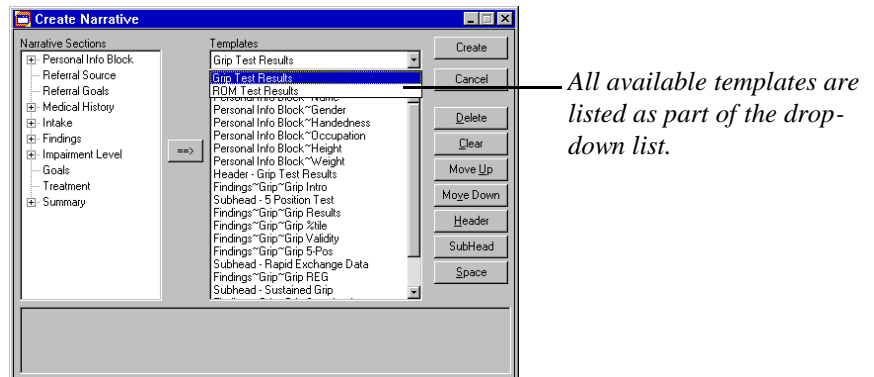 Create Narrative
Narrative Sections
Personal Info Block
Referral Source
Referral Goals
Medical History
Intake
Findings
Impairment Level
Goals
Treatment
Summary
==>
Templates
Grip Test Results
Grip Test Results
ROM Test Results
Personal Info Block~Name
Personal Info Block~Gender
Personal Info Block~Handedness
Personal Info Block~Occupation
Personal Info Block~Height
Personal Info Block~Weight
Header - Grip Test Results
Findings~Grip~Grip Intro
Subhead - 5 Position Test
Findings~Grip~Grip Results
Findings~Grip~Grip %tile
Findings~Grip~Grip Validity
Findings~Grip~Grip 5-Pos
Subhead - Rapid Exchange Data
Findings~Grip~Grip REG
Subhead - Sustained Grip
Create
Cancel
Delete
Clear
Move Up
Move Down
Header
SubHead
Space
All available templates are
listed as part of the drop-
down list.